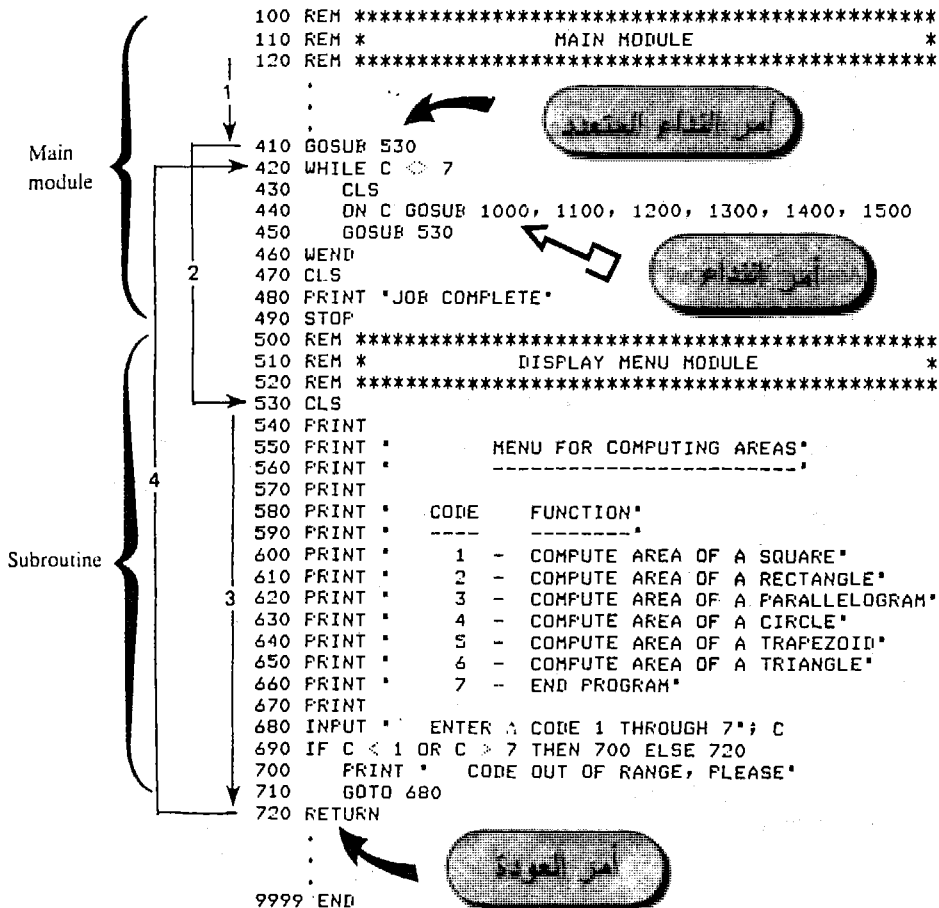 100 REM ***********************************************
110 REM * MAIN MODULE *
120 REM ***********************************************
1
أمر النداع المتعدد
Main module
410 GOSUB 530
420 WHILE C <> 7
430 CLS
440 ON C GOSUB 1000, 1100, 1200, 1300, 1400, 1500
450 GOSUB 530
460 WEND
أمر النداع
470 CLS
2
480 PRINT "JOB COMPLETE"
490 STOP
500 REM ***********************************************
510 REM * DISPLAY MENU MODULE *
520 REM ***********************************************
530 CLS
540 PRINT
550 PRINT " MENU FOR COMPUTING AREAS"
560 PRINT " -------------------------"
570 PRINT
4
580 PRINT " CODE FUNCTION"
590 PRINT " ---- --------"
Subroutine
600 PRINT " 1 - COMPUTE AREA OF A SQUARE"
610 PRINT " 2 - COMPUTE AREA OF A RECTANGLE"
3
620 PRINT " 3 - COMPUTE AREA OF A PARALLELOGRAM"
630 PRINT " 4 - COMPUTE AREA OF A CIRCLE"
640 PRINT " 5 - COMPUTE AREA OF A TRAPEZOID"
650 PRINT " 6 - COMPUTE AREA OF A TRIANGLE"
660 PRINT " 7 - END PROGRAM"
670 PRINT
680 INPUT " ENTER A CODE 1 THROUGH 7"; C
690 IF C < 1 OR C > 7 THEN 700 ELSE 720
700 PRINT " CODE OUT OF RANGE, PLEASE"
710 GOTO 680
720 RETURN
أمر العودة
9999 END